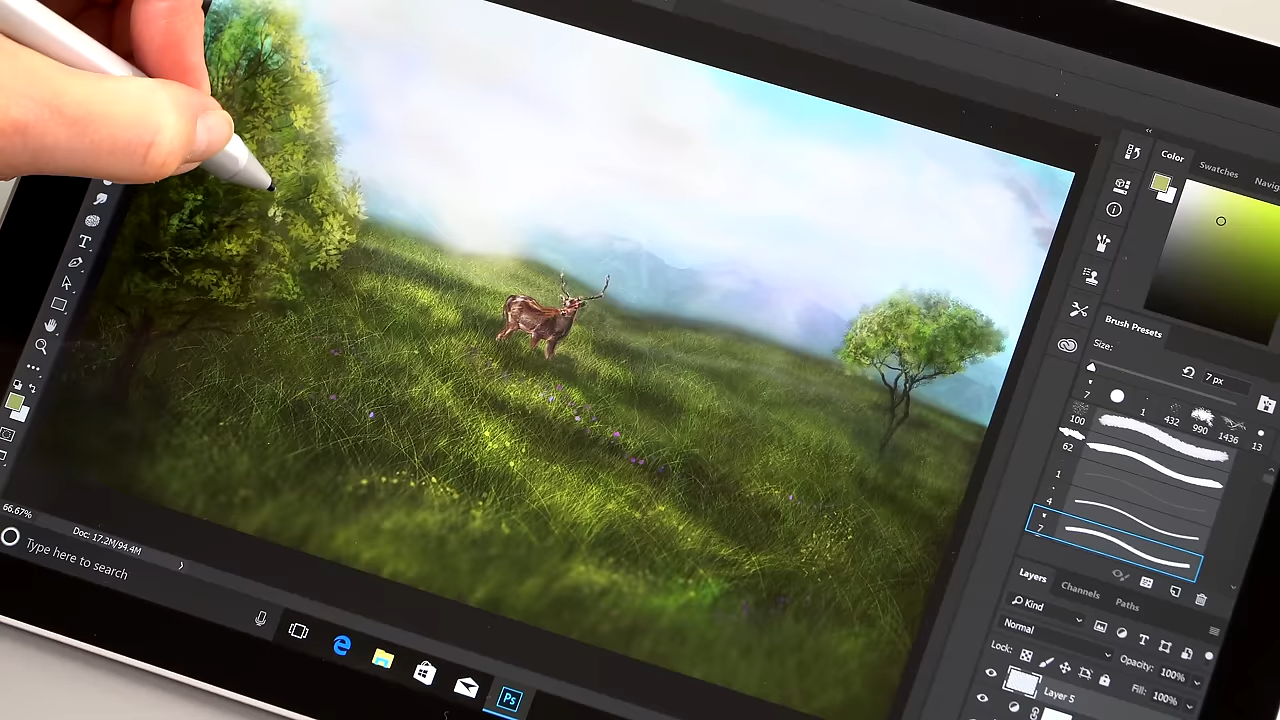 Color Swatches Navig
Brush Presets
Size:
7 px
7
1
432
990
1436
13
100
62
1
4
7
Layers Channels Paths
Kind
T
Normal
Opacity: 100%
Lock:
Fill: 100%
Layer 5
T
66.67%
Doc: 17.2M/94.4M
Type here to search
Ps